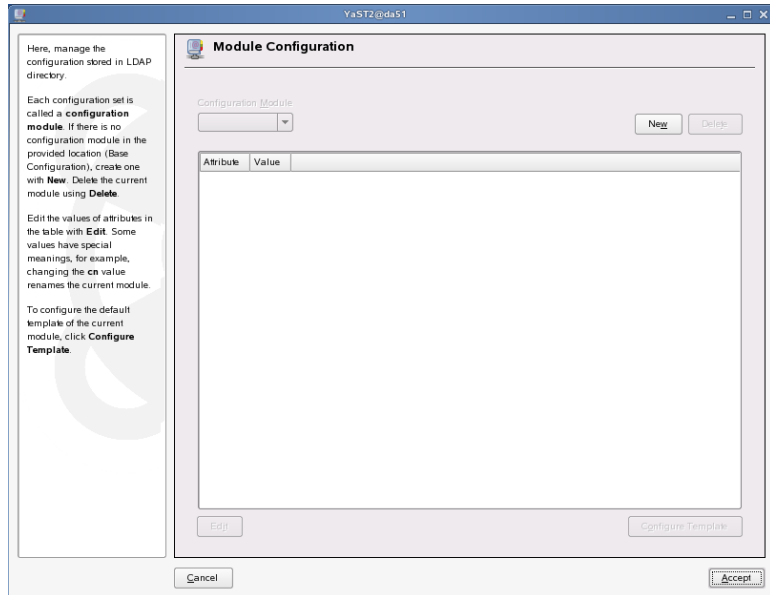 YaST2@da51
Here, manage the
configuration stored in LDAP
directory.
Each configuration set is
called a configuration
module. If there is no
configuration module in the
provided location (Base
Configuration), create one
with New. Delete the current
module using Delete.
Edit the values of attributes in
the table with Edit. Some
values have special
meanings, for example,
changing the cn value
renames the current module.
To configure the default
template of the current
module, click Configure
Template.
Module Configuration
Configuration Module
New
Delete
Attribute Value
Edit
Configure Template
Cancel
Accept